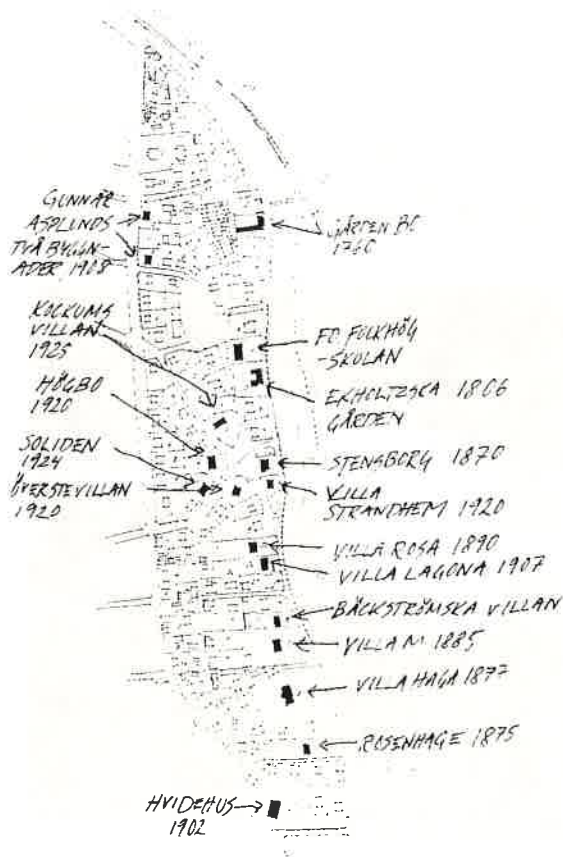 GUNNAR
ASPLUNDS
TVÅ BYGGN-
ADER 1908
KOCKUMS
VILLAN
1925
HÖGBO
1920
SOLIDEN
1924
ÖVERSTEVILLAN
1920
HVIDEHUS
1902
GÅRDEN BC
1760
FD FOLKHÖG
-SKOLAN
EKHOLTZSKA 1806
GÅRDEN
STENSBORG 1870
VILLA
STRANDHEM 1920
VILLA ROSA 1890
VILLA LAGONA 1907
BÄCKSTRÖMSKA VILLAN
VILLA M 1885
VILLA HAGA 1877
ROSENHAGE 1875